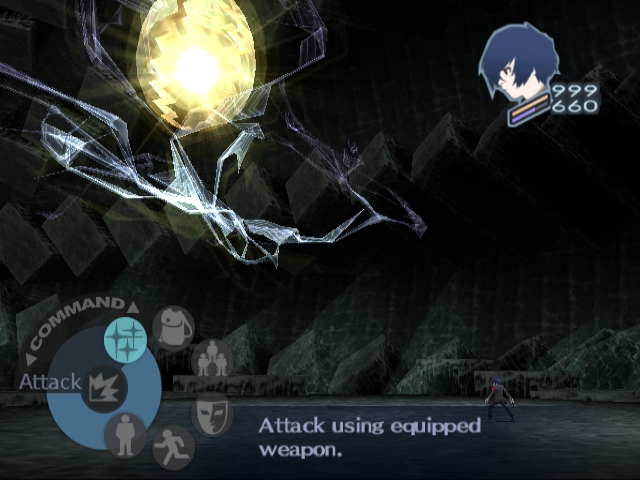 999
660
COMMAND
Attack
Attack using equipped
weapon.